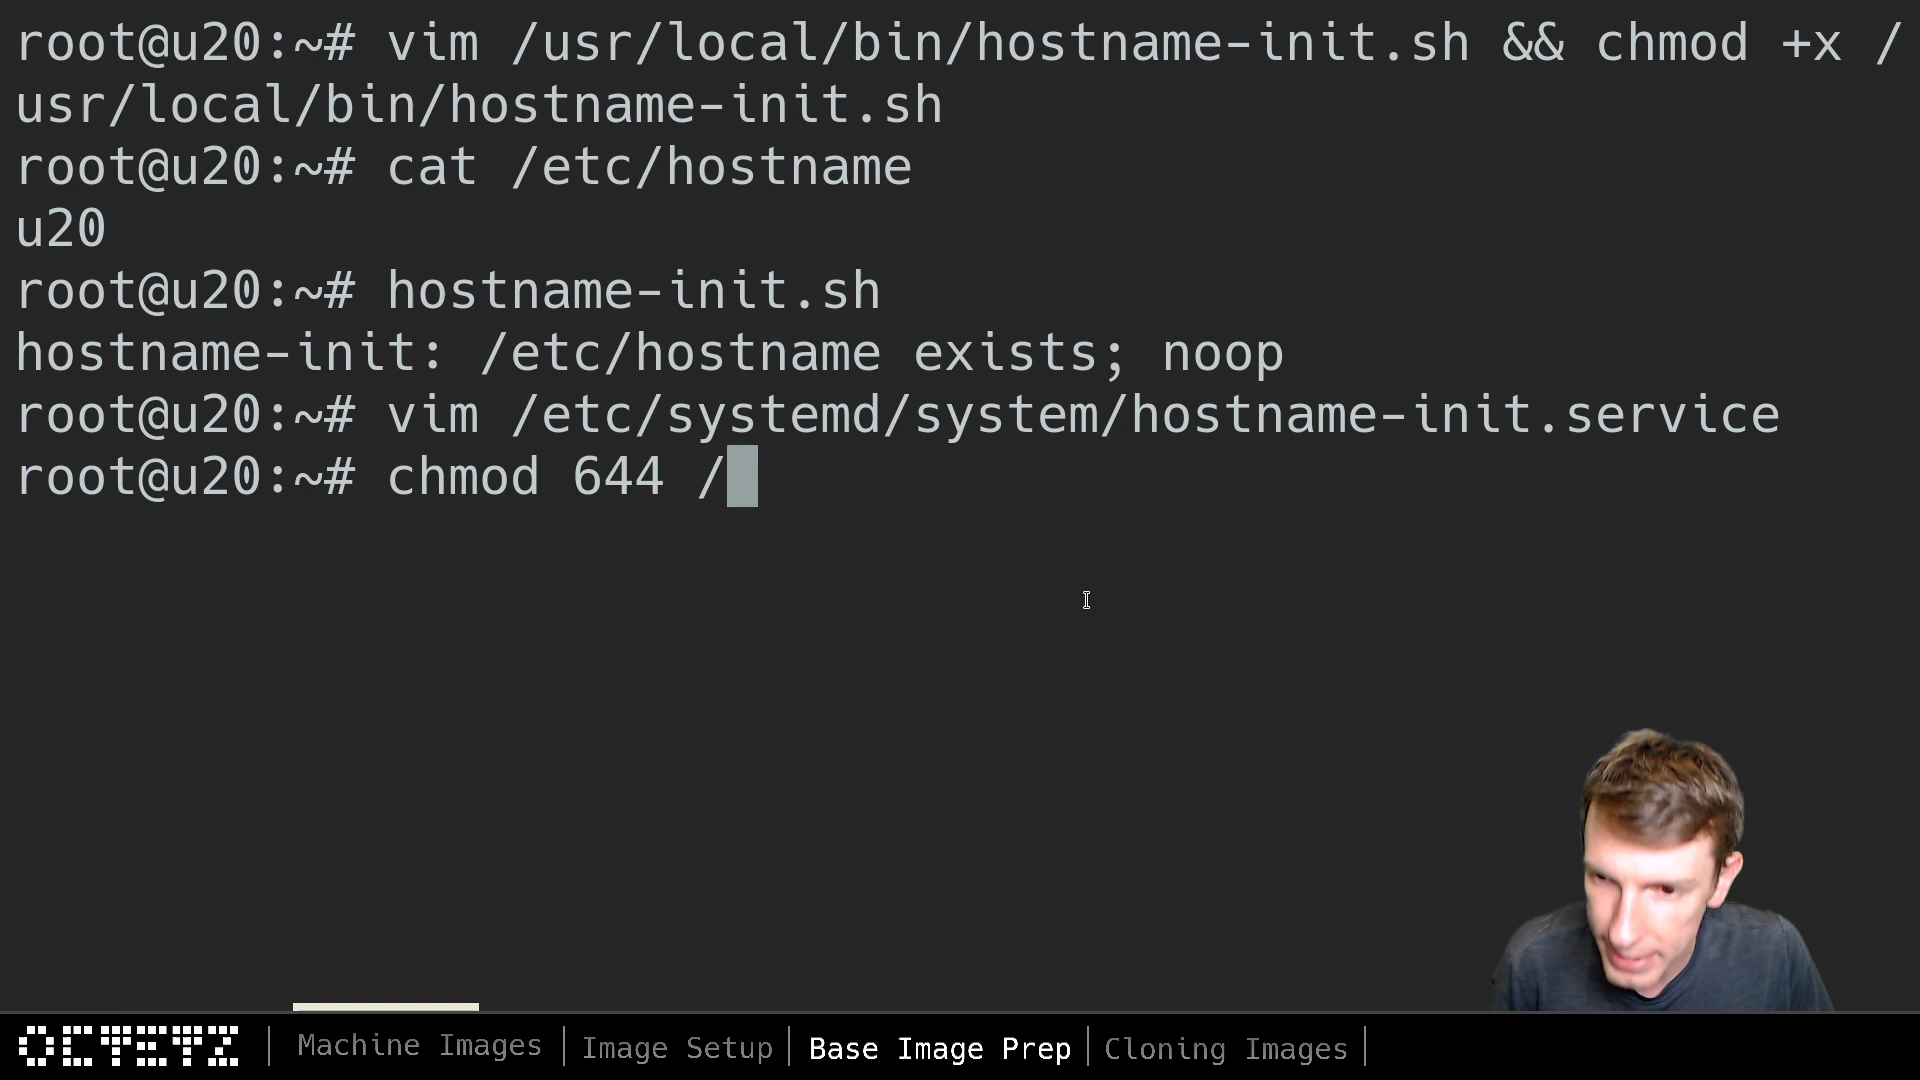 root@u20:~# vim /usr/local/bin/hostname-init.sh && chmod +x /
usr/local/bin/hostname-init.sh
root@u20:~# cat /etc/hostname
u20
root@u20:~# hostname-init.sh
hostname-init: /etc/hostname exists; noop
root@u20:~# vim /etc/systemd/system/hostname-init.service
root@u20:~# chmod 644 /
OCTETZ | Machine Images | Image Setup | Base Image Prep | Cloning Images |